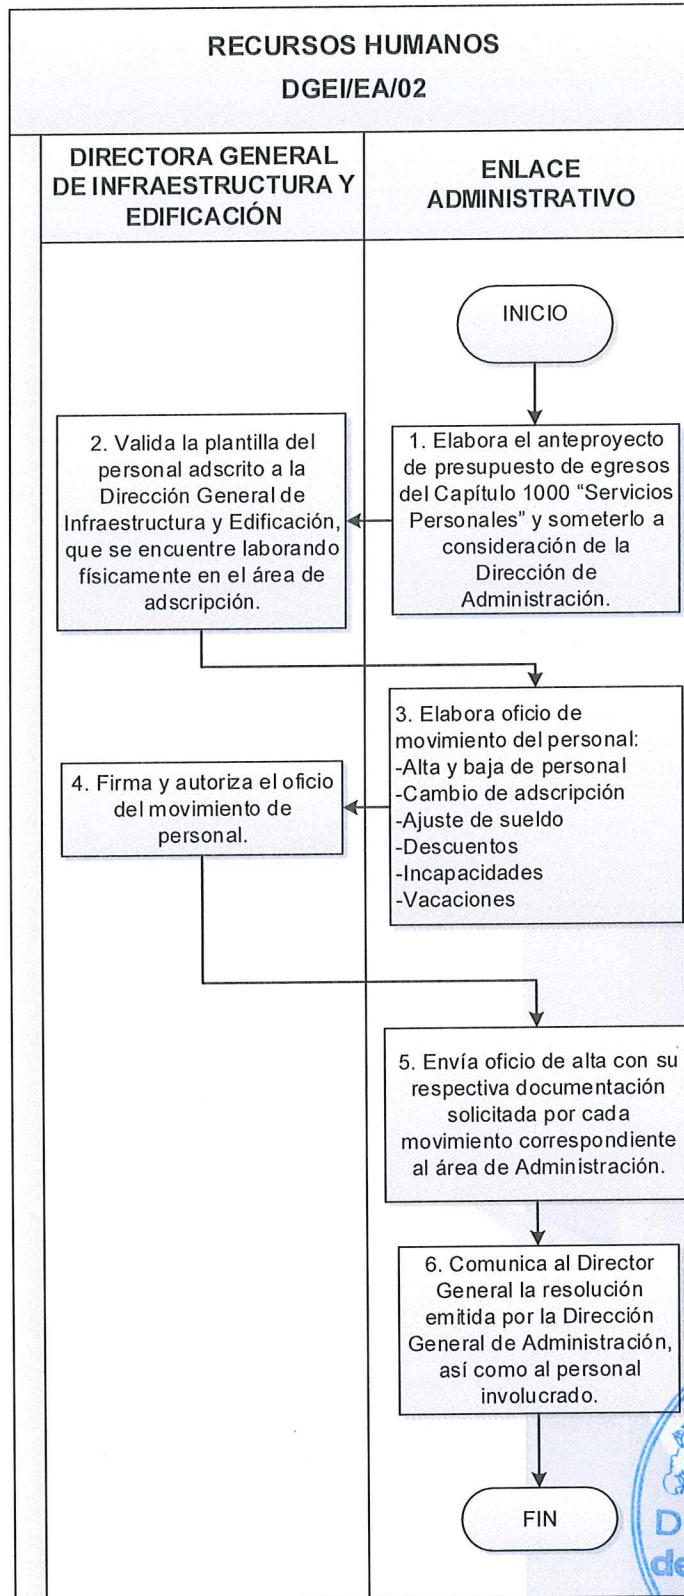 RECURSOS HUMANOS
DGEI/EA/02
DIRECTORA GENERAL
DE INFRAESTRUCTURA Y
EDIFICACIÓN
ENLACE
ADMINISTRATIVO
INICIO
1. Elabora el anteproyecto
de presupuesto de egresos
del Capítulo 1000 “Servicios
Personales” y someterlo a
consideración de la
Dirección de
Administración.
2. Valida la plantilla del
personal adscrito a la
Dirección General de
Infraestructura y Edificación,
que se encuentre laborando
físicamente en el área de
adscripción.
3. Elabora oficio de
movimiento del personal:
-Alta y baja de personal
-Cambio de adscripción
-Ajuste de sueldo
-Descuentos
-Incapacidades
-Vacaciones
4. Firma y autoriza el oficio
del movimiento de
personal.
5. Envía oficio de alta con su
respectiva documentación
solicitada por cada
movimiento correspondiente
al área de Administración.
6. Comunica al Director
General la resolución
emitida por la Dirección
General de Administración,
así como al personal
involucrado.
FIN
de